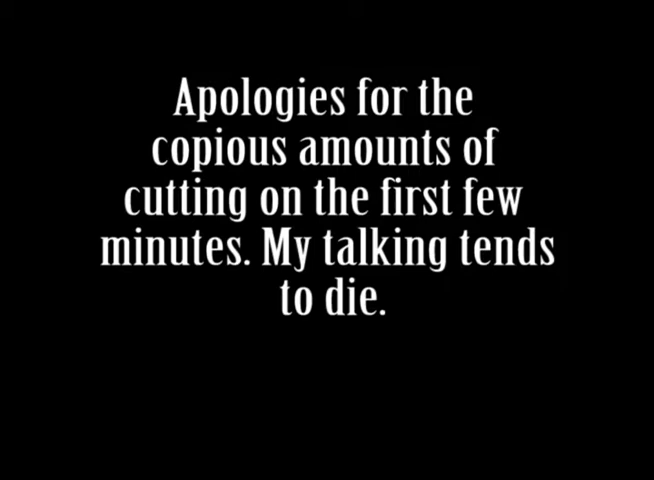 Apologies for the
copious amounts of
cutting on the first few
minutes. My talking tends
to die.